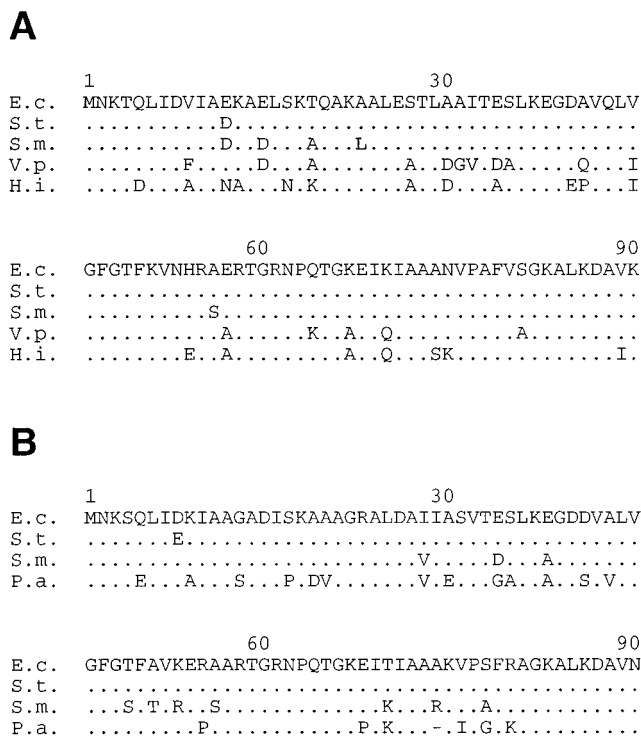 A
1 30
E.c. MNKTQLIDVIAEKAELSKTQAKAALESTLAAITESLKEGDAVQLV
S.t. ...........D.................................
S.m. ...........D..D...A...L......................
V.p. ........F.....D...A.......A..DGV.DA.....Q...I
H.i. ....D...A..NA...N.K.......A..D...A.....EP...I
60 90
E.c. GFGTFKVNHRAERTGRNPQTGKEIKIAAANVPAFVSGKALKDAVK
S.t. .............................................
S.m. ..........S..................................
V.p. ...........A......K..A..Q..........A.........
H.i. ........E..A.........A..Q...SK.............I.
B
1 30
E.c. MNKSQLIDKIAAGADISKAAAGRALDAIIASVTESLKEGDDVALV
S.t. .......E.....................................
S.m. ...........................V.....D...A.......
P.a. ....E...A...S...P.DV.......V.E...GA..A..S.V..
60 90
E.c. GFGTFAVKERAARTGRNPQTGKEITIAAAKVPSFRAGKALKDAVN
S.t. .............................................
S.m. ...S.T.R..S.............K...R...A............
P.a. .........P............P.K...-.I.G.K..........